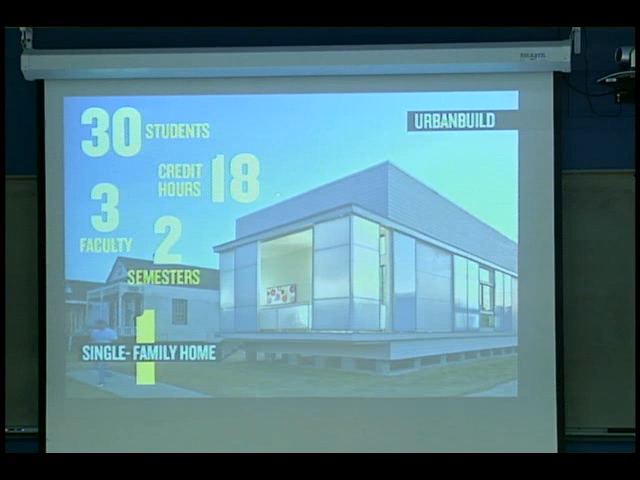 URBANBUILD
30 STUDENTS
CREDIT
HOURS 18
3
FACULTY
2
SEMESTERS
1
SINGLE-FAMILY HOME